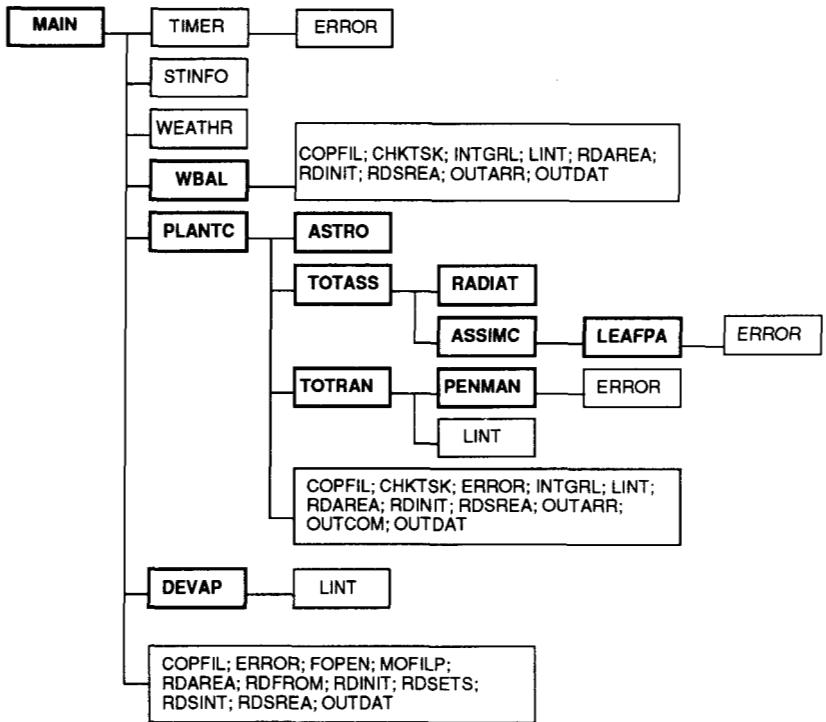 MAIN
TIMER
ERROR
STINFO
WEATHR
COPFIL; CHKTSK; INTGRL; LINT; RDAREA;
RDINIT; RDSREA; OUTARR; OUTDAT
WBAL
PLANTC
ASTRO
TOTASS
RADIAT
ASSIMC
LEAFPA
ERROR
TOTRAN
PENMAN
ERROR
LINT
COPFIL; CHKTSK; ERROR; INTGRL; LINT;
RDAREA; RDINIT; RDSREA; OUTARR;
OUTCOM; OUTDAT
DEVAP
LINT
COPFIL; ERROR; FOPEN; MOFILP;
RDAREA; RDFROM; RDINIT; RDSETS;
RDSINT; RDSREA; OUTDAT